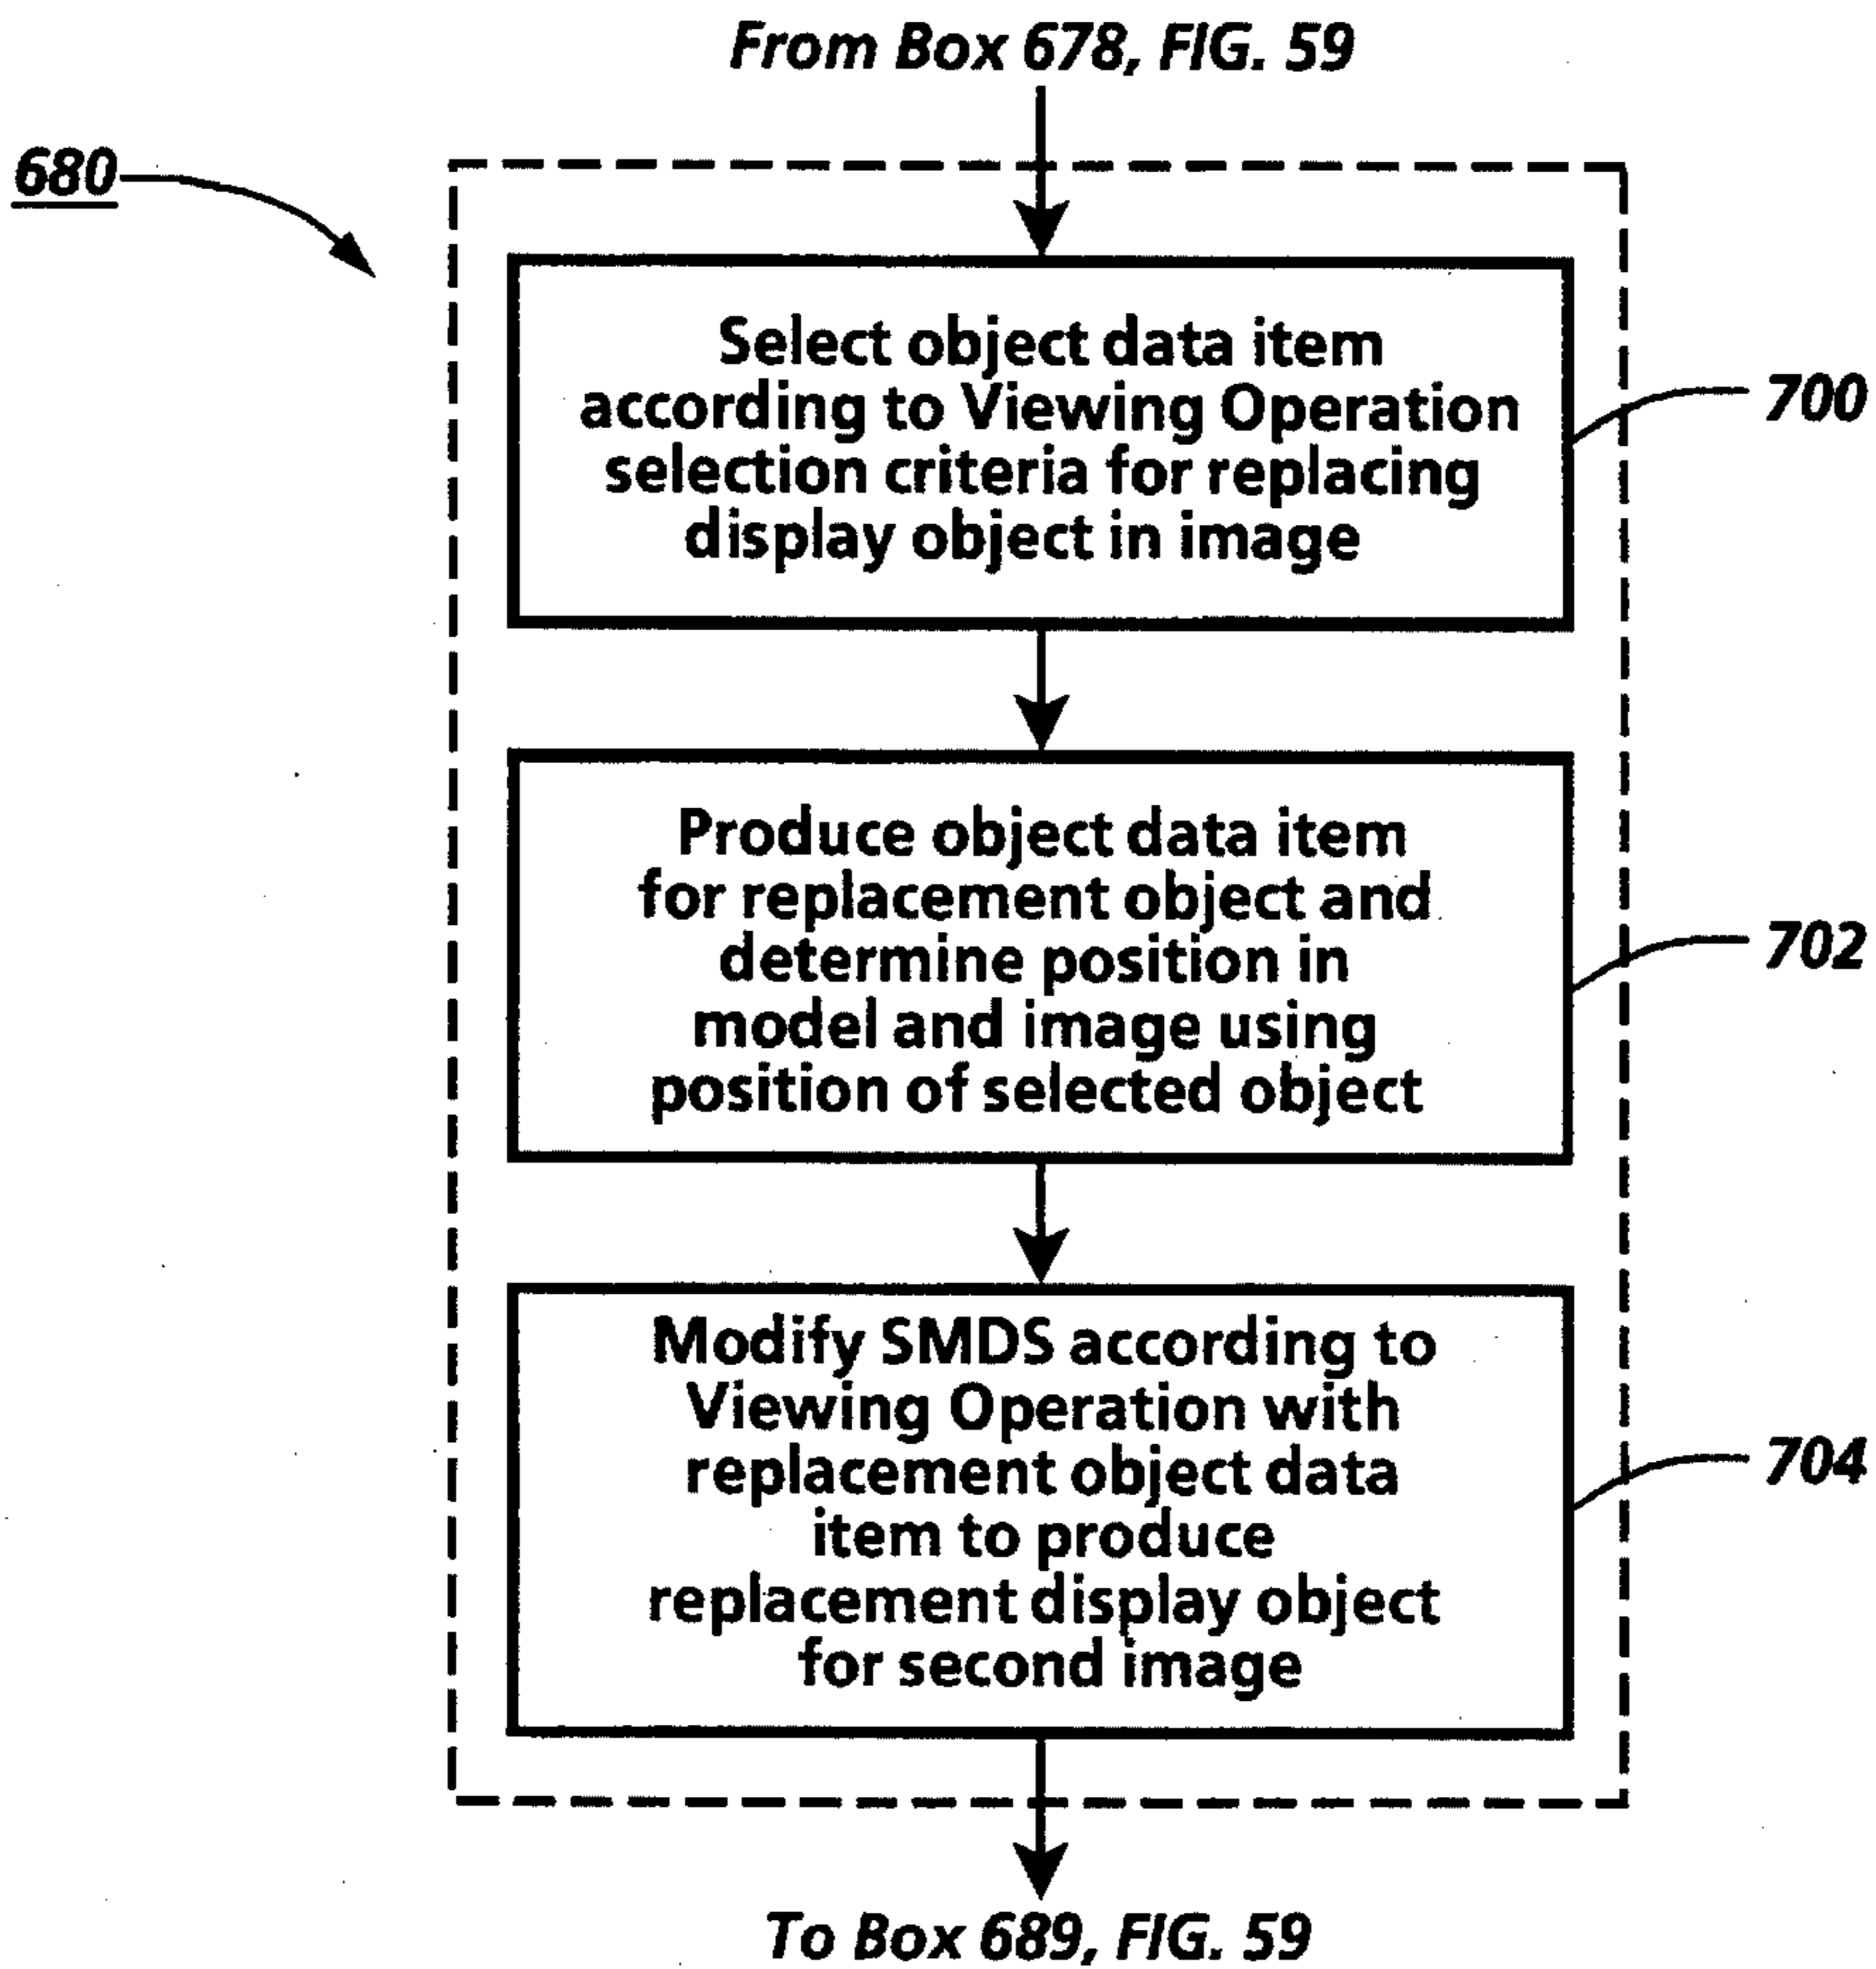 From Box 678, FIG. 59
680
Select object data item
according to Viewing Operation
selection criteria for replacing
display object in image
700
Produce object data item
for replacement object and
determine position in
model and image using
position of selected object
702
Modify SMDS according to
Viewing Operation with
replacement object data
item to produce
replacement display object
for second image
704
To Box 689, FIG. 59